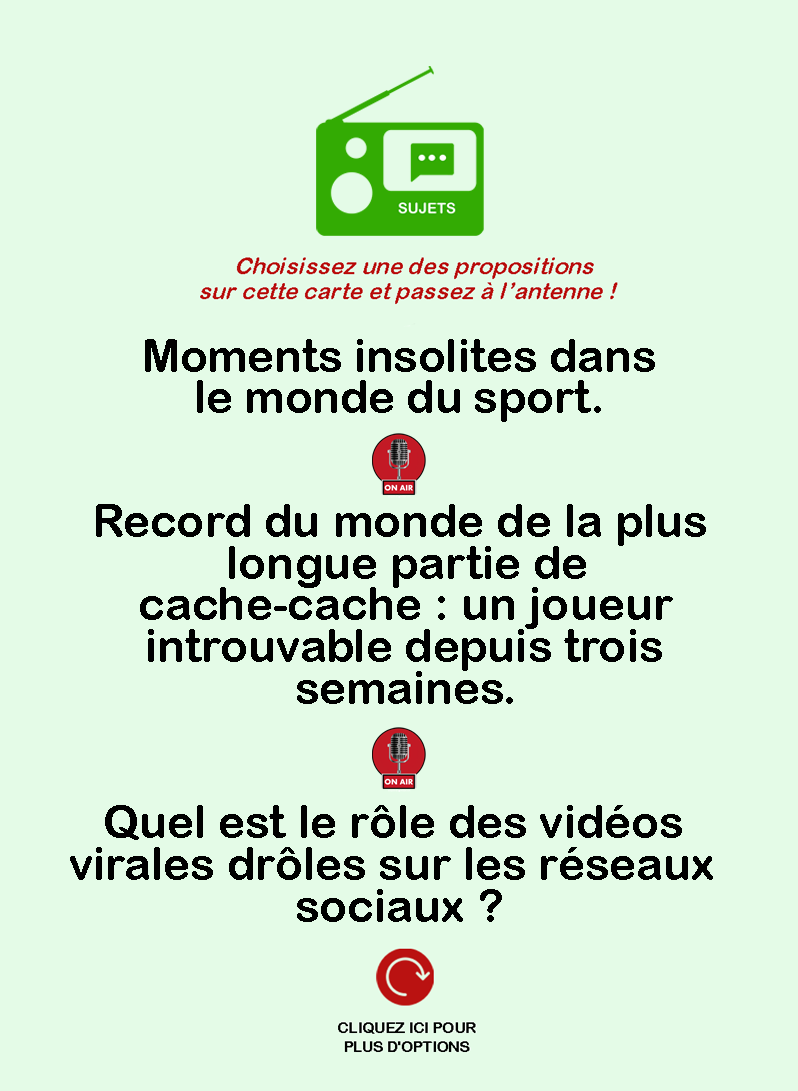 SUJETS
Choisissez une des propositions
sur cette carte et passez à l’antenne !
Moments insolites dans
le monde du sport.
ON AIR
Record du monde de la plus
longue partie de
cache-cache : un joueur
introuvable depuis trois
semaines.
ON AIR
Quel est le rôle des vidéos
virales drôles sur les réseaux
sociaux ?
CLIQUEZ ICI POUR
PLUS D'OPTIONS